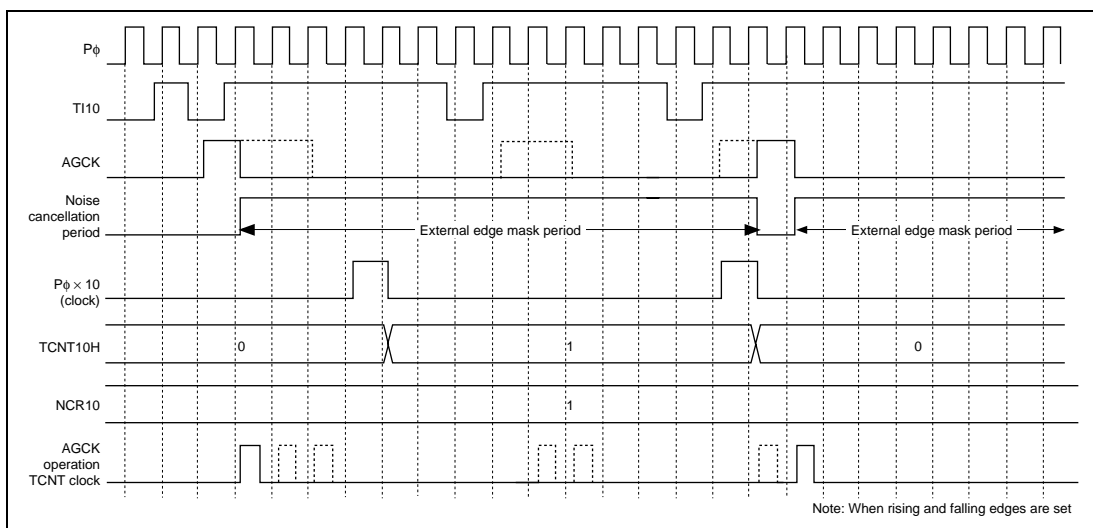 Pϕ
TI10
AGCK
Noise
cancellation
period
External edge mask period
External edge mask period
Pϕ × 10
(clock)
TCNT10H
0
1
0
NCR10
1
AGCK
operation
TCNT clock
Note: When rising and falling edges are set